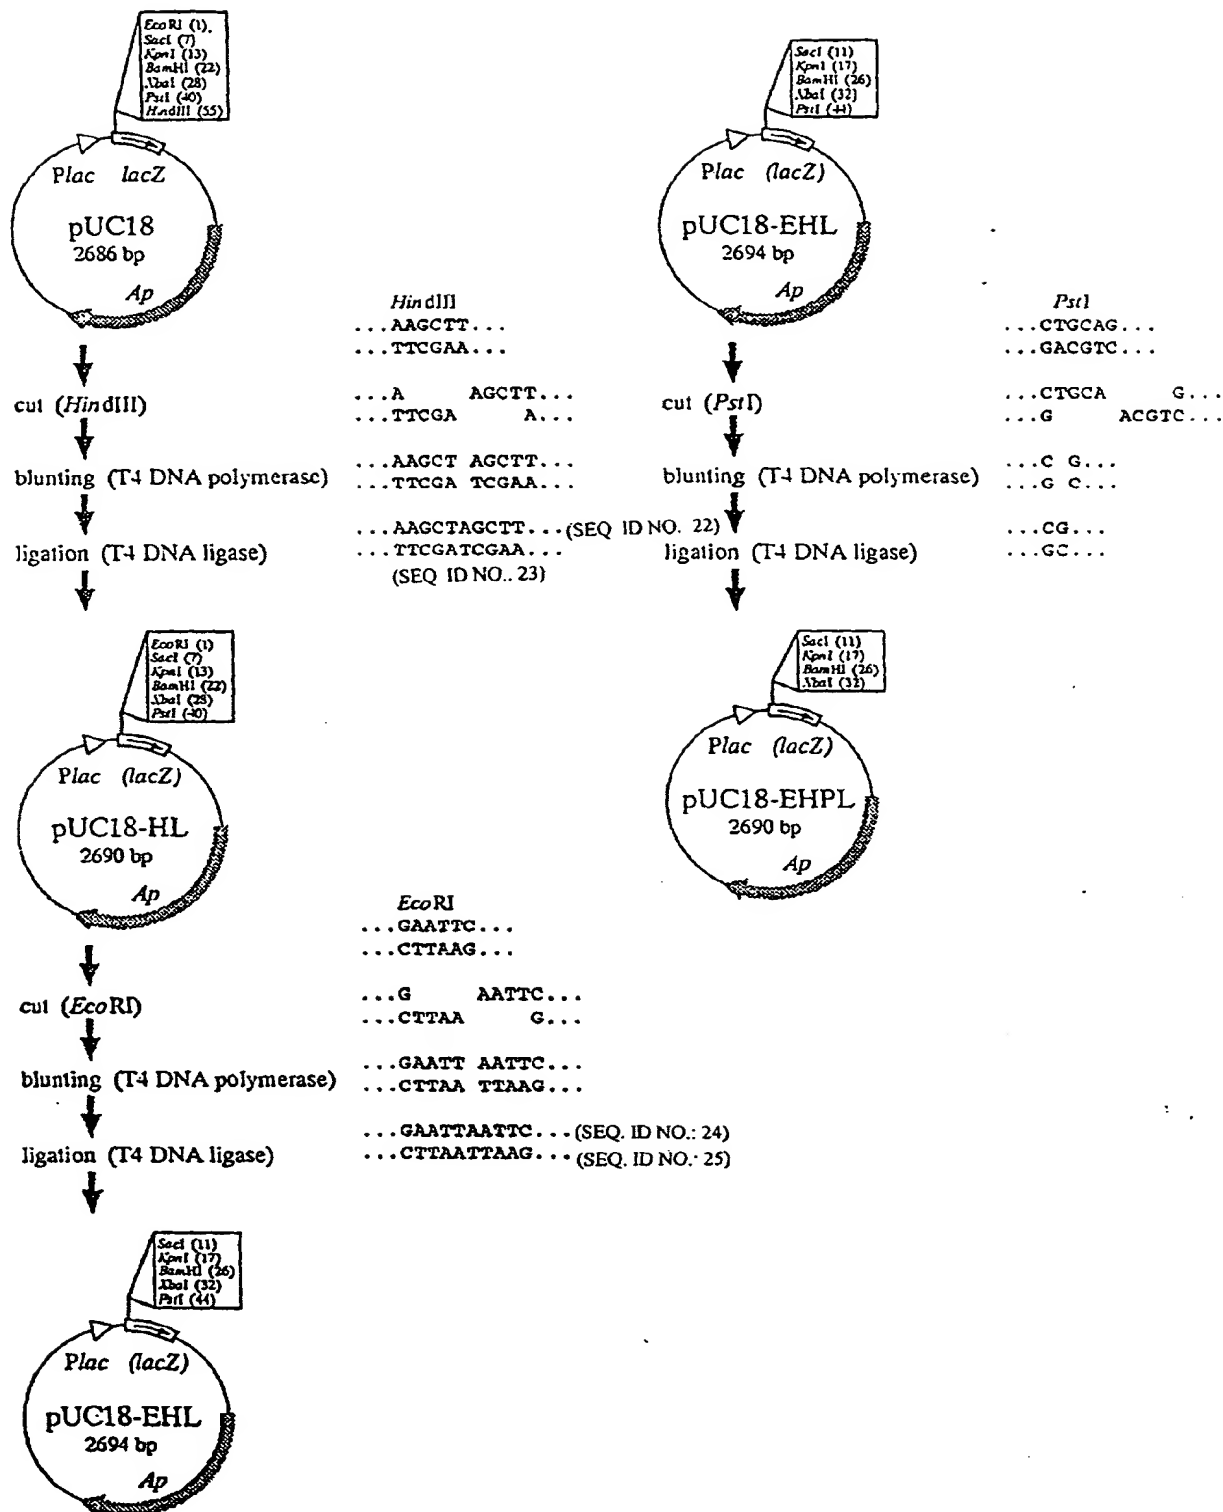 EcoRI (1),
SacI (7)
KpnI (13)
BamHI (22)
XbaI (28)
PstI (40)
HindIII (55)
Plac lacZ
pUC18
2686 bp
Ap
HindIII
...AAGCTT...
...TTCGAA...
cut (HindIII)
...A AGCTT...
...TTCGA A...
blunting (T4 DNA polymerase)
...AAGCT AGCTT...
...TTCGA TCGAA...
ligation (T4 DNA ligase)
...AAGCTAGCTT...(SEQ ID NO. 22)
...TTCGATCGAA...
(SEQ ID NO.. 23)
EcoRI (1)
SacI (7)
KpnI (13)
BamHI (22)
XbaI (28)
PstI (40)
Plac (lacZ)
pUC18-HL
2690 bp
Ap
EcoRI
...GAATTC...
...CTTAAG...
cut (EcoRI)
...G AATTC...
...CTTAA G...
blunting (T4 DNA polymerase)
...GAATT AATTC...
...CTTAA TTAAG...
ligation (T4 DNA ligase)
...GAATTAATTC...(SEQ. ID NO.: 24)
...CTTAATTAAG...(SEQ. ID NO.: 25)
SacI (11)
KpnI (17)
BamHI (26)
XbaI (32)
PstI (44)
Plac (lacZ)
pUC18-EHL
2694 bp
Ap
SacI (11)
KpnI (17)
BamHI (26)
XbaI (32)
PstI (44)
Plac (lacZ)
pUC18-EHL
2694 bp
Ap
PstI
...CTGCAG...
...GACGTC...
cut (PstI)
...CTGCA G...
...G ACGTC...
blunting (T4 DNA polymerase)
...C G...
...G C...
ligation (T4 DNA ligase)
...CG...
...GC...
SacI (11)
KpnI (17)
BamHI (26)
XbaI (32)
Plac (lacZ)
pUC18-EHPL
2690 bp
Ap